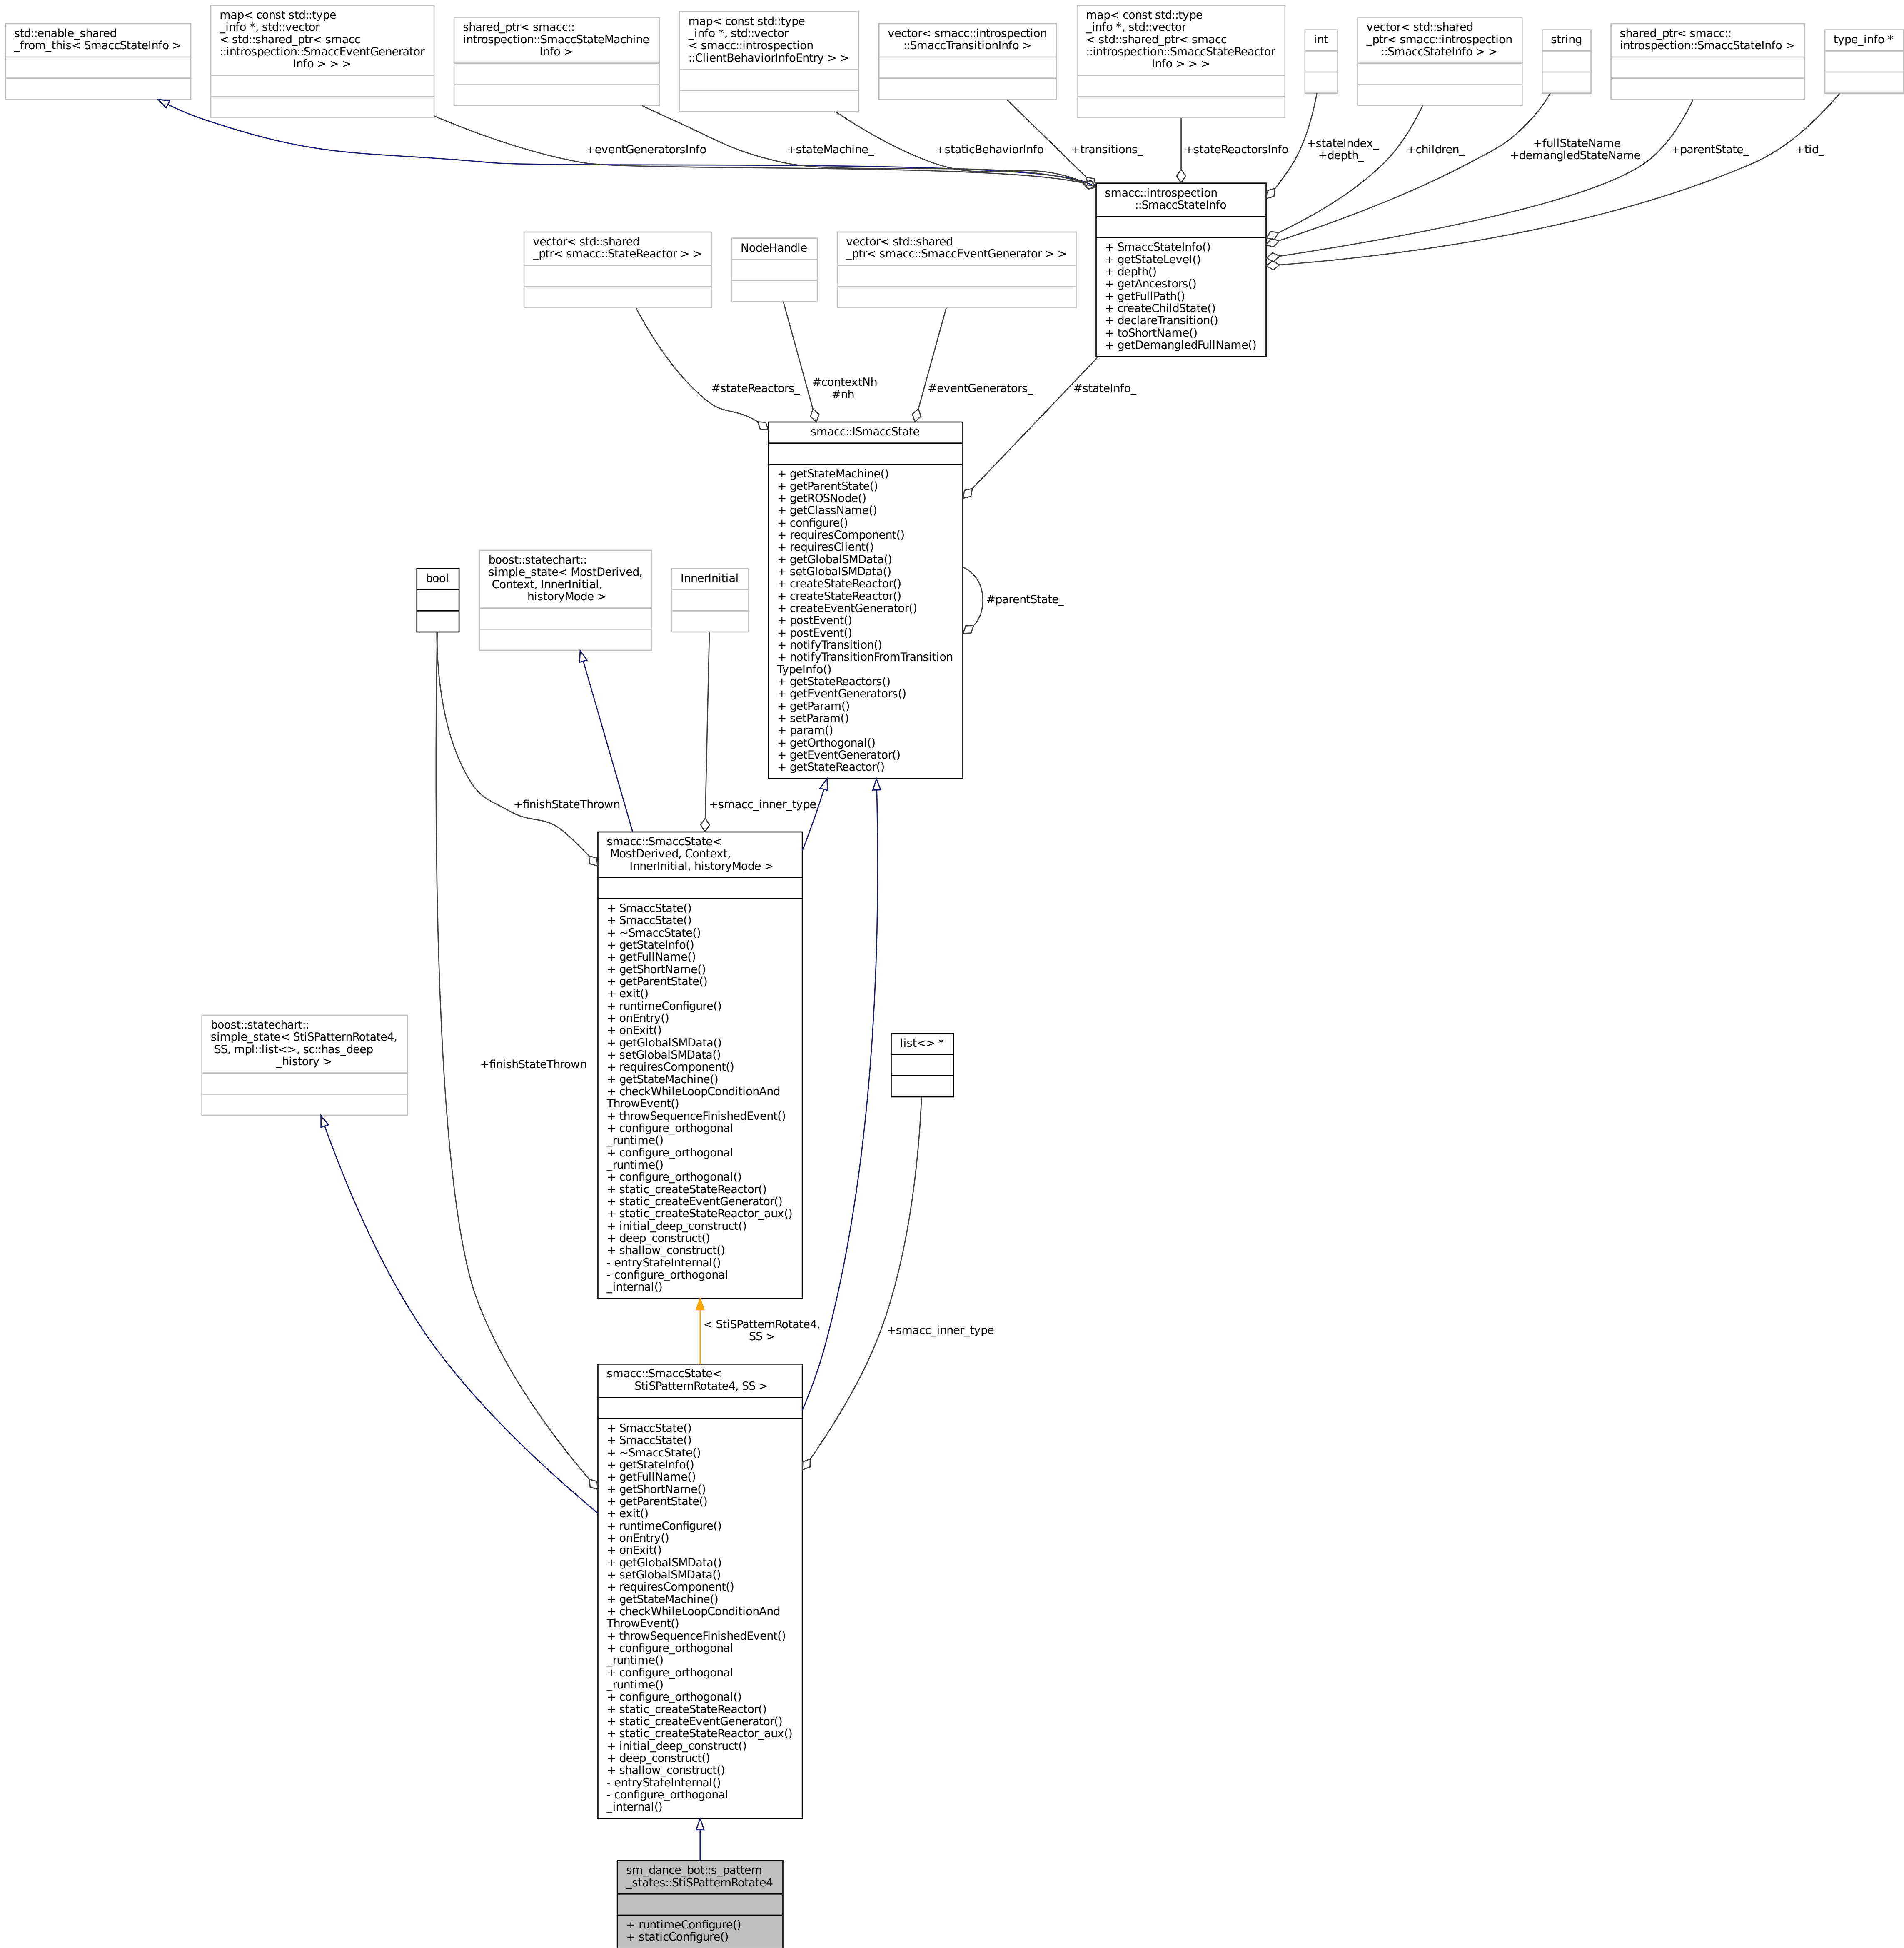 std::enable_shared
_from_this< SmaccStateInfo >
map< const std::type
_info *, std::vector
< std::shared_ptr< smacc
::introspection::SmaccEventGenerator
Info > > >
shared_ptr< smacc::
introspection::SmaccStateMachine
Info >
map< const std::type
_info *, std::vector
< smacc::introspection
::ClientBehaviorInfoEntry > >
vector< smacc::introspection
::SmaccTransitionInfo >
map< const std::type
_info *, std::vector
< std::shared_ptr< smacc
::introspection::SmaccStateReactor
Info > > >
int
vector< std::shared
_ptr< smacc::introspection
::SmaccStateInfo > >
string
shared_ptr< smacc::
introspection::SmaccStateInfo >
type_info *
+eventGeneratorsInfo
+stateMachine_
+staticBehaviorInfo
+transitions_
+stateReactorsInfo
+stateIndex_
+depth_
+children_
+fullStateName
+demangledStateName
+parentState_
+tid_
smacc::introspection
::SmaccStateInfo
+ SmaccStateInfo()
+ getStateLevel()
+ depth()
+ getAncestors()
+ getFullPath()
+ createChildState()
+ declareTransition()
+ toShortName()
+ getDemangledFullName()
vector< std::shared
_ptr< smacc::StateReactor > >
NodeHandle
vector< std::shared
_ptr< smacc::SmaccEventGenerator > >
#stateReactors_
#contextNh
#nh
#eventGenerators_
#stateInfo_
smacc::ISmaccState
+ getStateMachine()
+ getParentState()
+ getROSNode()
+ getClassName()
+ configure()
+ requiresComponent()
+ requiresClient()
+ getGlobalSMData()
+ setGlobalSMData()
+ createStateReactor()
+ createStateReactor()
+ createEventGenerator()
+ postEvent()
+ postEvent()
+ notifyTransition()
+ notifyTransitionFromTransition
TypeInfo()
+ getStateReactors()
+ getEventGenerators()
+ getParam()
+ setParam()
+ param()
+ getOrthogonal()
+ getEventGenerator()
+ getStateReactor()
#parentState_
bool
boost::statechart::
simple_state< MostDerived,
Context, InnerInitial,
historyMode >
InnerInitial
+finishStateThrown
+smacc_inner_type
smacc::SmaccState<
MostDerived, Context,
InnerInitial, historyMode >
+ SmaccState()
+ SmaccState()
+ ~SmaccState()
+ getStateInfo()
+ getFullName()
+ getShortName()
+ getParentState()
+ exit()
+ runtimeConfigure()
+ onEntry()
+ onExit()
+ getGlobalSMData()
+ setGlobalSMData()
+ requiresComponent()
+ getStateMachine()
+ checkWhileLoopConditionAnd
ThrowEvent()
+ throwSequenceFinishedEvent()
+ configure_orthogonal
_runtime()
+ configure_orthogonal
_runtime()
+ configure_orthogonal()
+ static_createStateReactor()
+ static_createEventGenerator()
+ static_createStateReactor_aux()
+ initial_deep_construct()
+ deep_construct()
+ shallow_construct()
- entryStateInternal()
- configure_orthogonal
_internal()
boost::statechart::
simple_state< StiSPatternRotate4,
SS, mpl::list<>, sc::has_deep
_history >
+finishStateThrown
list<> *
< StiSPatternRotate4,
SS >
+smacc_inner_type
smacc::SmaccState<
StiSPatternRotate4, SS >
+ SmaccState()
+ SmaccState()
+ ~SmaccState()
+ getStateInfo()
+ getFullName()
+ getShortName()
+ getParentState()
+ exit()
+ runtimeConfigure()
+ onEntry()
+ onExit()
+ getGlobalSMData()
+ setGlobalSMData()
+ requiresComponent()
+ getStateMachine()
+ checkWhileLoopConditionAnd
ThrowEvent()
+ throwSequenceFinishedEvent()
+ configure_orthogonal
_runtime()
+ configure_orthogonal
_runtime()
+ configure_orthogonal()
+ static_createStateReactor()
+ static_createEventGenerator()
+ static_createStateReactor_aux()
+ initial_deep_construct()
+ deep_construct()
+ shallow_construct()
- entryStateInternal()
- configure_orthogonal
_internal()
sm_dance_bot::s_pattern
_states::StiSPatternRotate4
+ runtimeConfigure()
+ staticConfigure()